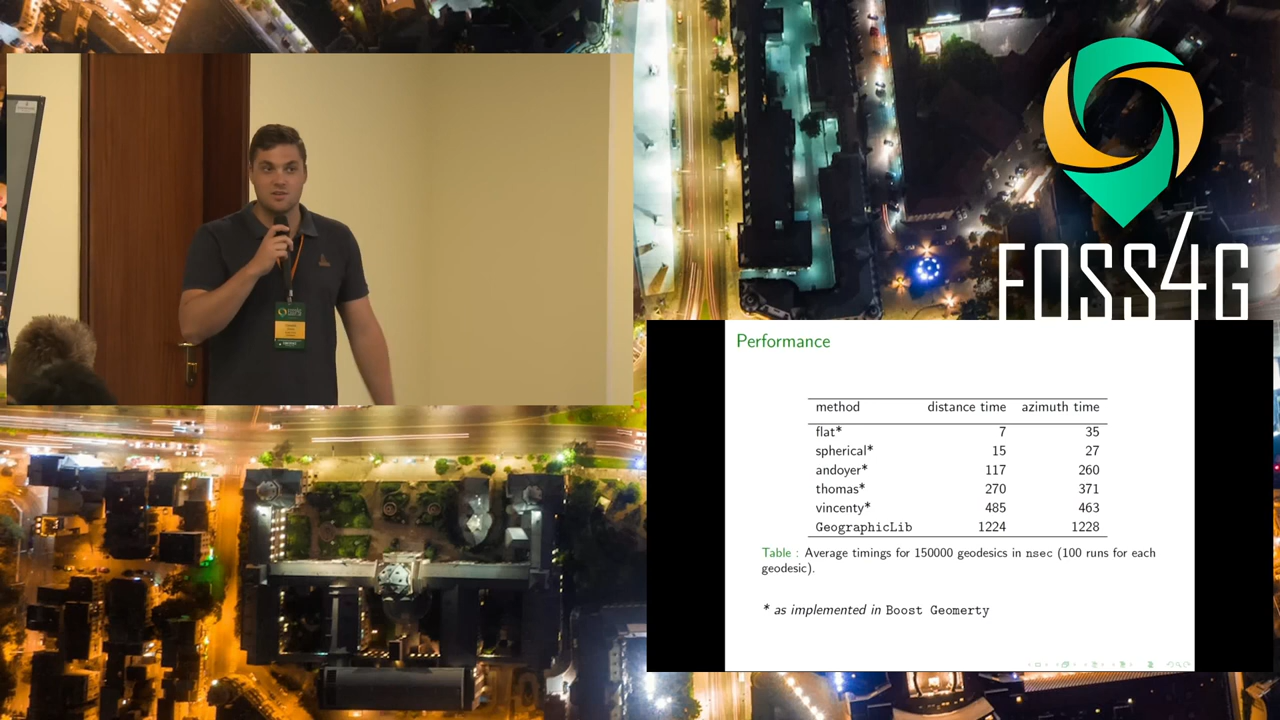 FOSS4G
Performance
method distance time azimuth time
flat* 7 35
spherical* 15 27
andoyer* 117 260
thomas* 270 371
vincenty* 485 463
GeographicLib 1224 1228
Table : Average timings for 150000 geodesics in nsec (100 runs for each
geodesic).
* as implemented in Boost Geomerty